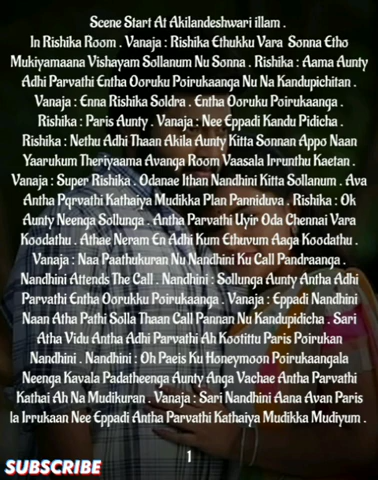 Scene Start At Akilandeshwari illam .
In Rishika Room . Vanaja : Rishika Ethukku Vara Sonna Etho
Mukiyamaana Vishayam Sollanum Nu Sonna . Rishika : Aama Aunty
Adhi Parvathi Entha Ooruku Poirukaanga Nu Na Kandupichitan .
Vanaja : Enna Rishika Soldra . Entha Ooruku Poirukaanga .
Rishika : Paris Aunty . Vanaja : Nee Eppadi Kandu Pidicha .
Rishika : Nethu Adhi Thaan Akila Aunty Kitta Sonnan Appo Naan
Yaarukum Theriyaama Avanga Room Vaasala Irrunthu Kaetan .
Vanaja : Super Rishika . Odanae Ithan Nandhini Kitta Sollanum . Ava
Antha Pqrvathi Kathaiya Mudikka Plan Panniduva . Rishika : Ok
Aunty Neenga Sollunga . Antha Parvathi Uyir Oda Chennai Vara
Koodathu . Athae Neram En Adhi Kum Ethuvum Aaga Koodathu .
Vanaja : Naa Paathukuran Nu Nandhini Ku Call Pandraanga .
Nandhini Attends The Call . Nandhini : Sollunga Aunty Antha Adhi
Parvathi Entha Oorukku Poirukaanga . Vanaja : Eppadi Nandhini
Naan Atha Pathi Solla Thaan Call Pannan Nu Kandupidicha . Sari
Atha Vidu Antha Adhi Parvathi Ah Kootittu Paris Poirukan
Nandhini . Nandhini : Oh Paeis Ku Honeymoon Poirukaangala
Neenga Kavala Padatheenga Aunty Anga Vachae Antha Parvathi
Kathai Ah Na Mudikuran . Vanaja : Sari Nandhini Aana Avan Paris
la Irrukaan Nee Eppadi Antha Parvathi Kathaiya Mudikka Mudiyum .
1
SUBSCRIBE